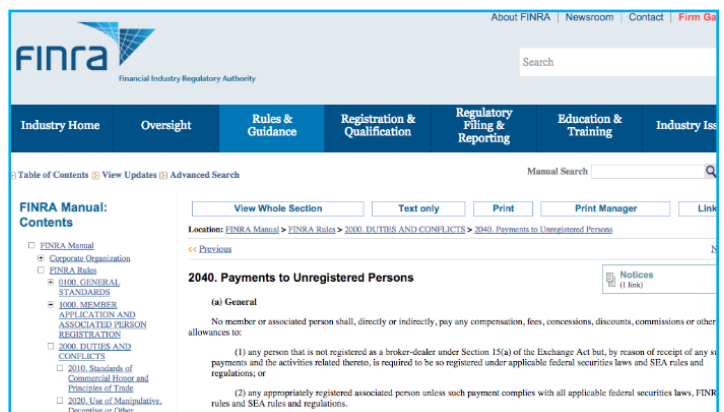 About FINRA | Newsroom | Contact | Firm Ga
FINra
Financial Industry Regulatory Authority
Search
Industry Home
Oversight
Rules &
Guidance
Registration &
Qualification
Regulatory
Filing &
Reporting
Education &
Training
Industry Iss
Table of Contents View Updates Advanced Search
Manual Search
FINRA Manual:
Contents
FINRA Manual
Corporate Organization
FINRA Rules
0100. GENERAL
STANDARDS
1000. MEMBER
APPLICATION AND
ASSOCIATED PERSON
REGISTRATION
2000. DUTIES AND
CONFLICTS
2010. Standards of
Commercial Honor and
Principles of Trade
2020. Use of Manipulative,
Deceptive or Other
View Whole Section
Text only
Print
Print Manager
Link
Location: FINRA Manual > FINRA Rules > 2000. DUTIES AND CONFLICTS > 2040. Payments to Unregistered Persons
<< Previous
2040. Payments to Unregistered Persons
Notices
(1 link)
(a) General
No member or associated person shall, directly or indirectly, pay any compensation, fees, concessions, discounts, commissions or other
allowances to:
(1) any person that is not registered as a broker-dealer under Section 15(a) of the Exchange Act but, by reason of receipt of any su
payments and the activities related thereto, is required to be so registered under applicable federal securities laws and SEA rules and
regulations; or
(2) any appropriately registered associated person unless such payment complies with all applicable federal securities laws, FINR
rules and SEA rules and regulations.